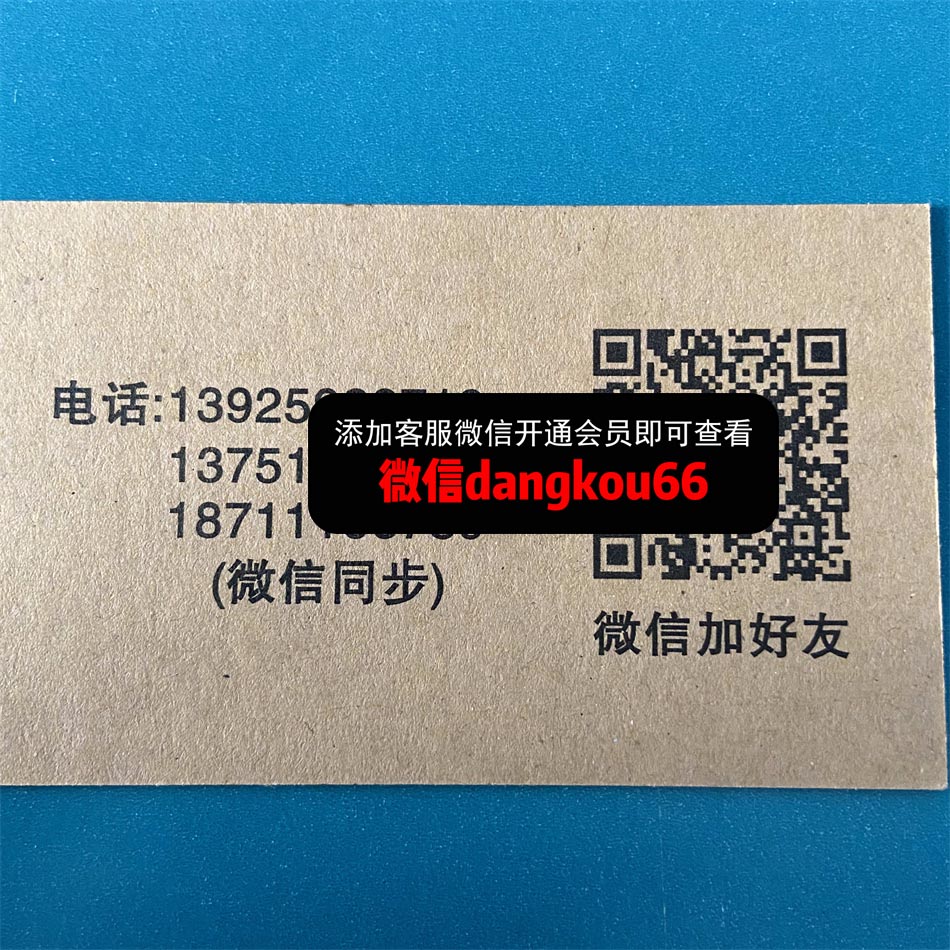 电话:139259
13751
18711
(微信同步)
添加客服微信开通会员即可查看
微信dangkou66
微信加好友